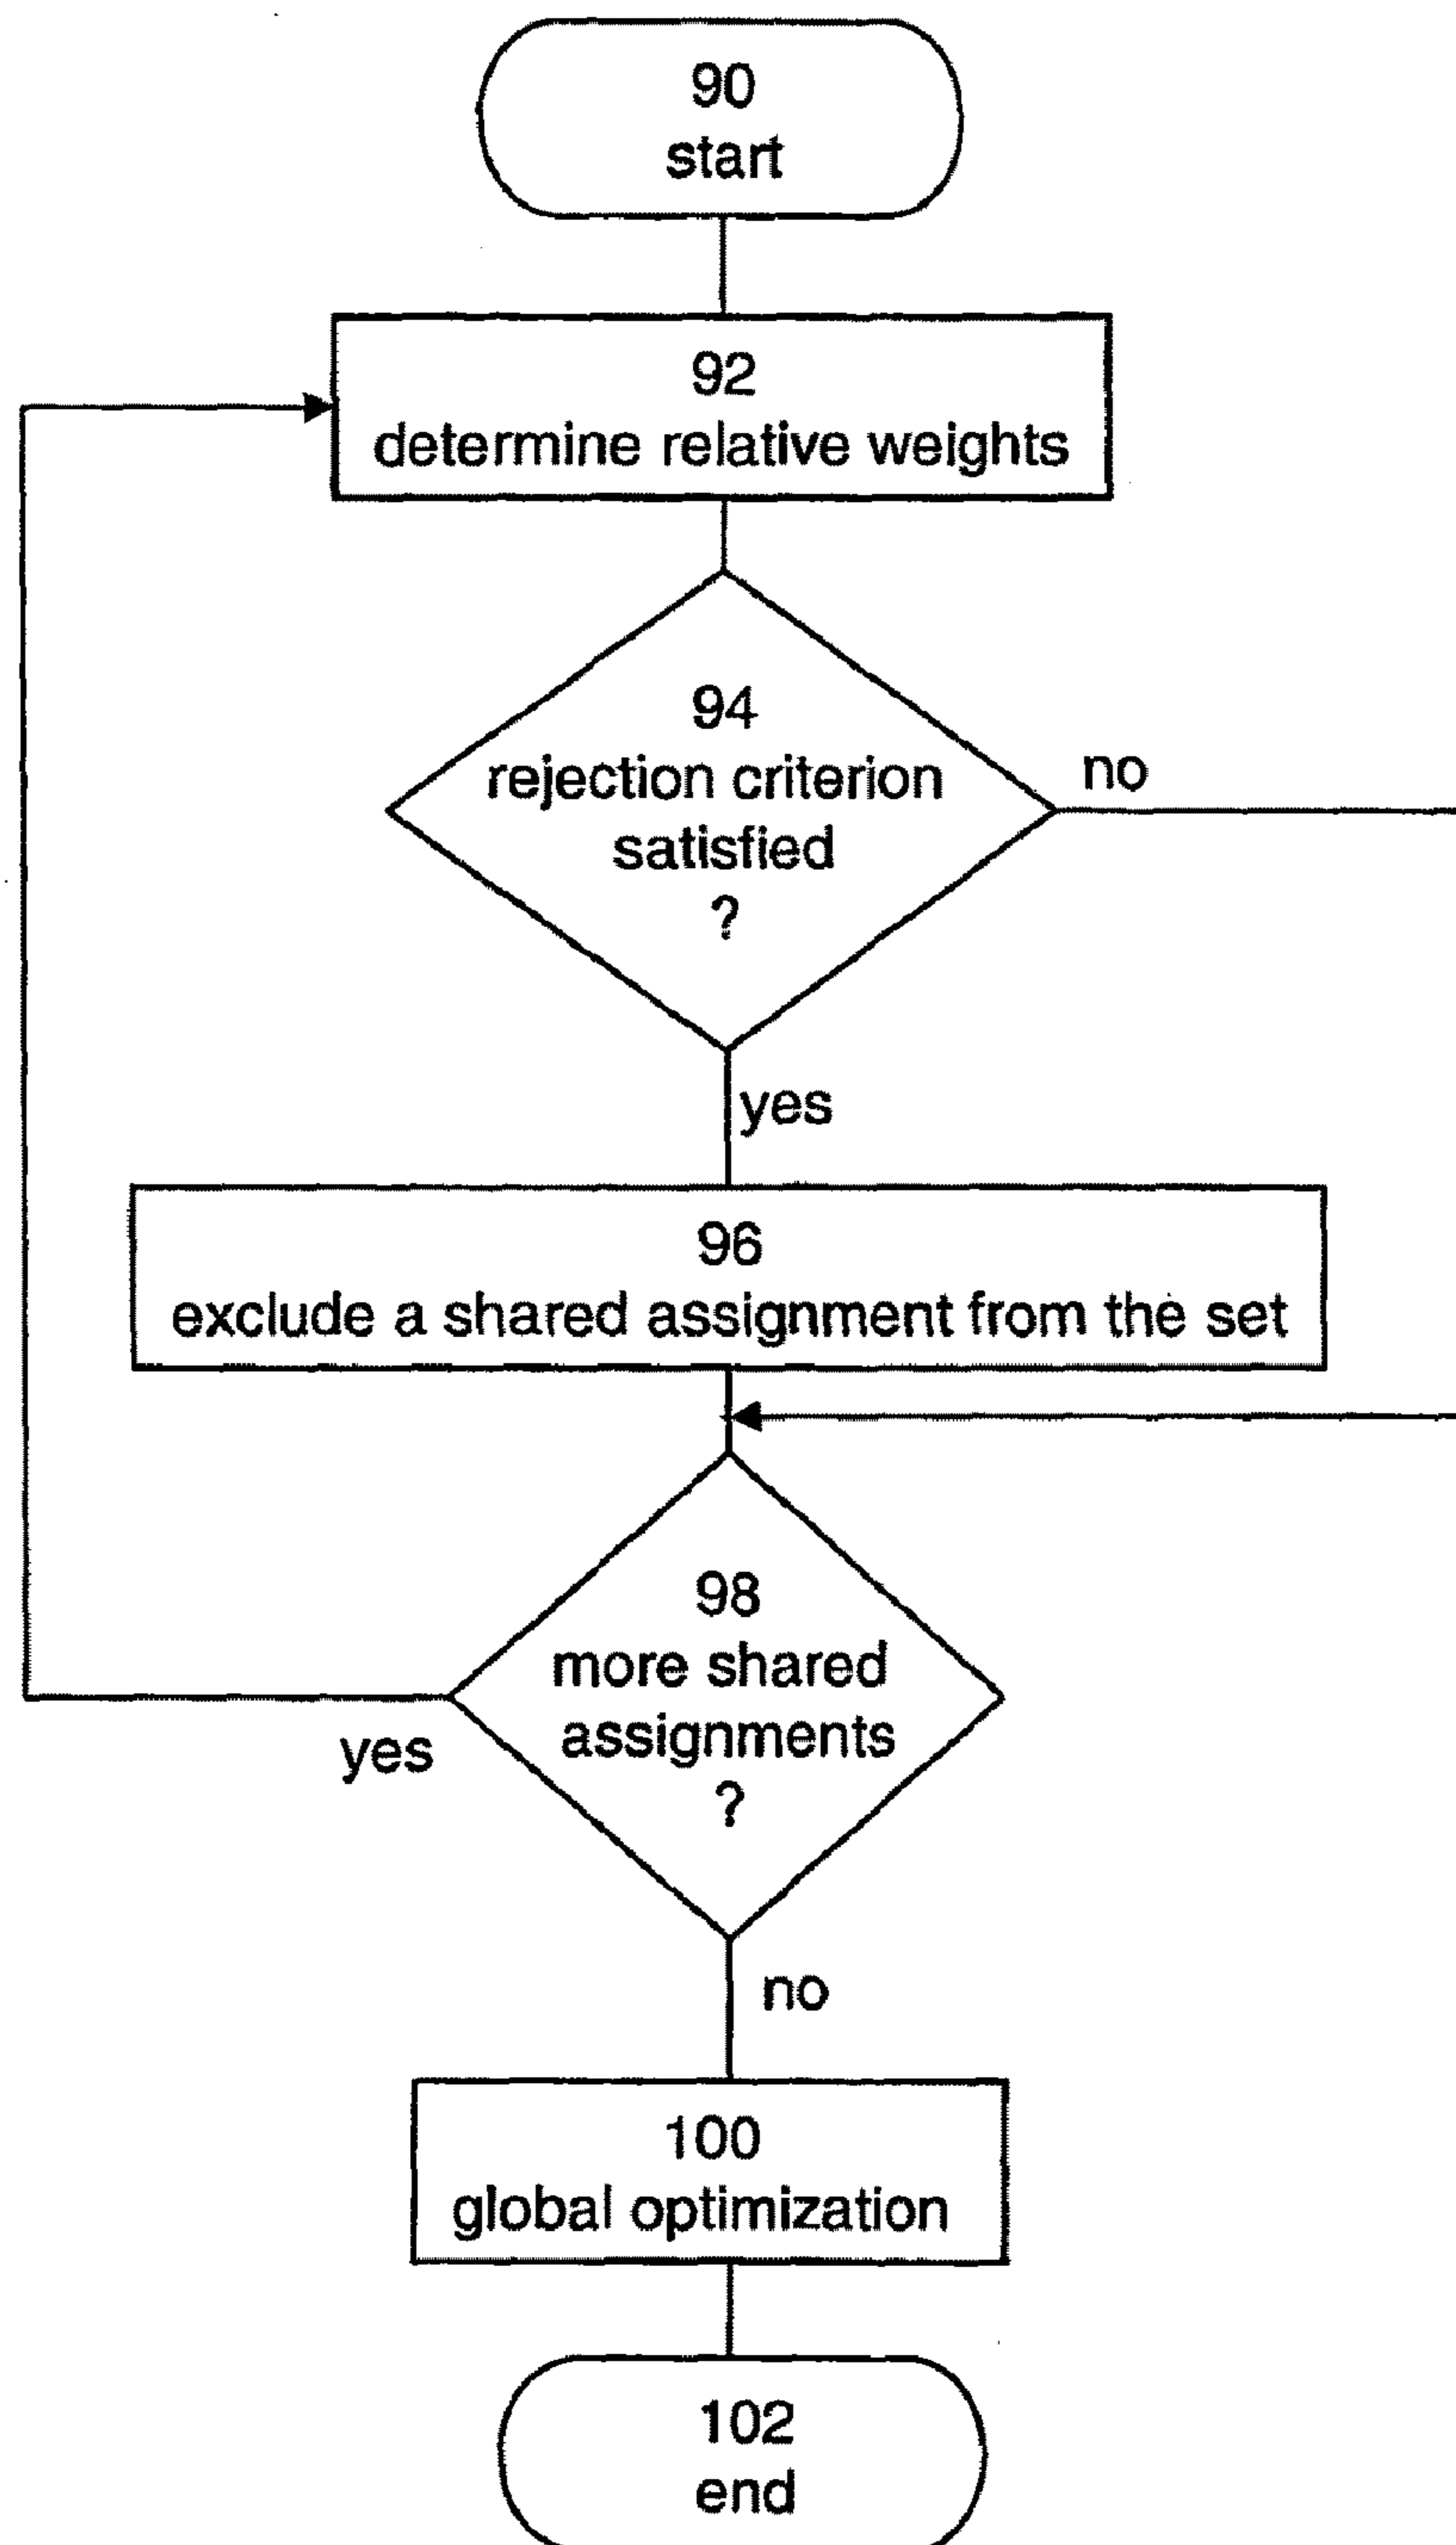 90
start
92
determine relative weights
94
rejection criterion
satisfied
?
no
yes
96
exclude a shared assignment from the set
98
more shared
assignments
?
yes
no
100
global optimization
102
end